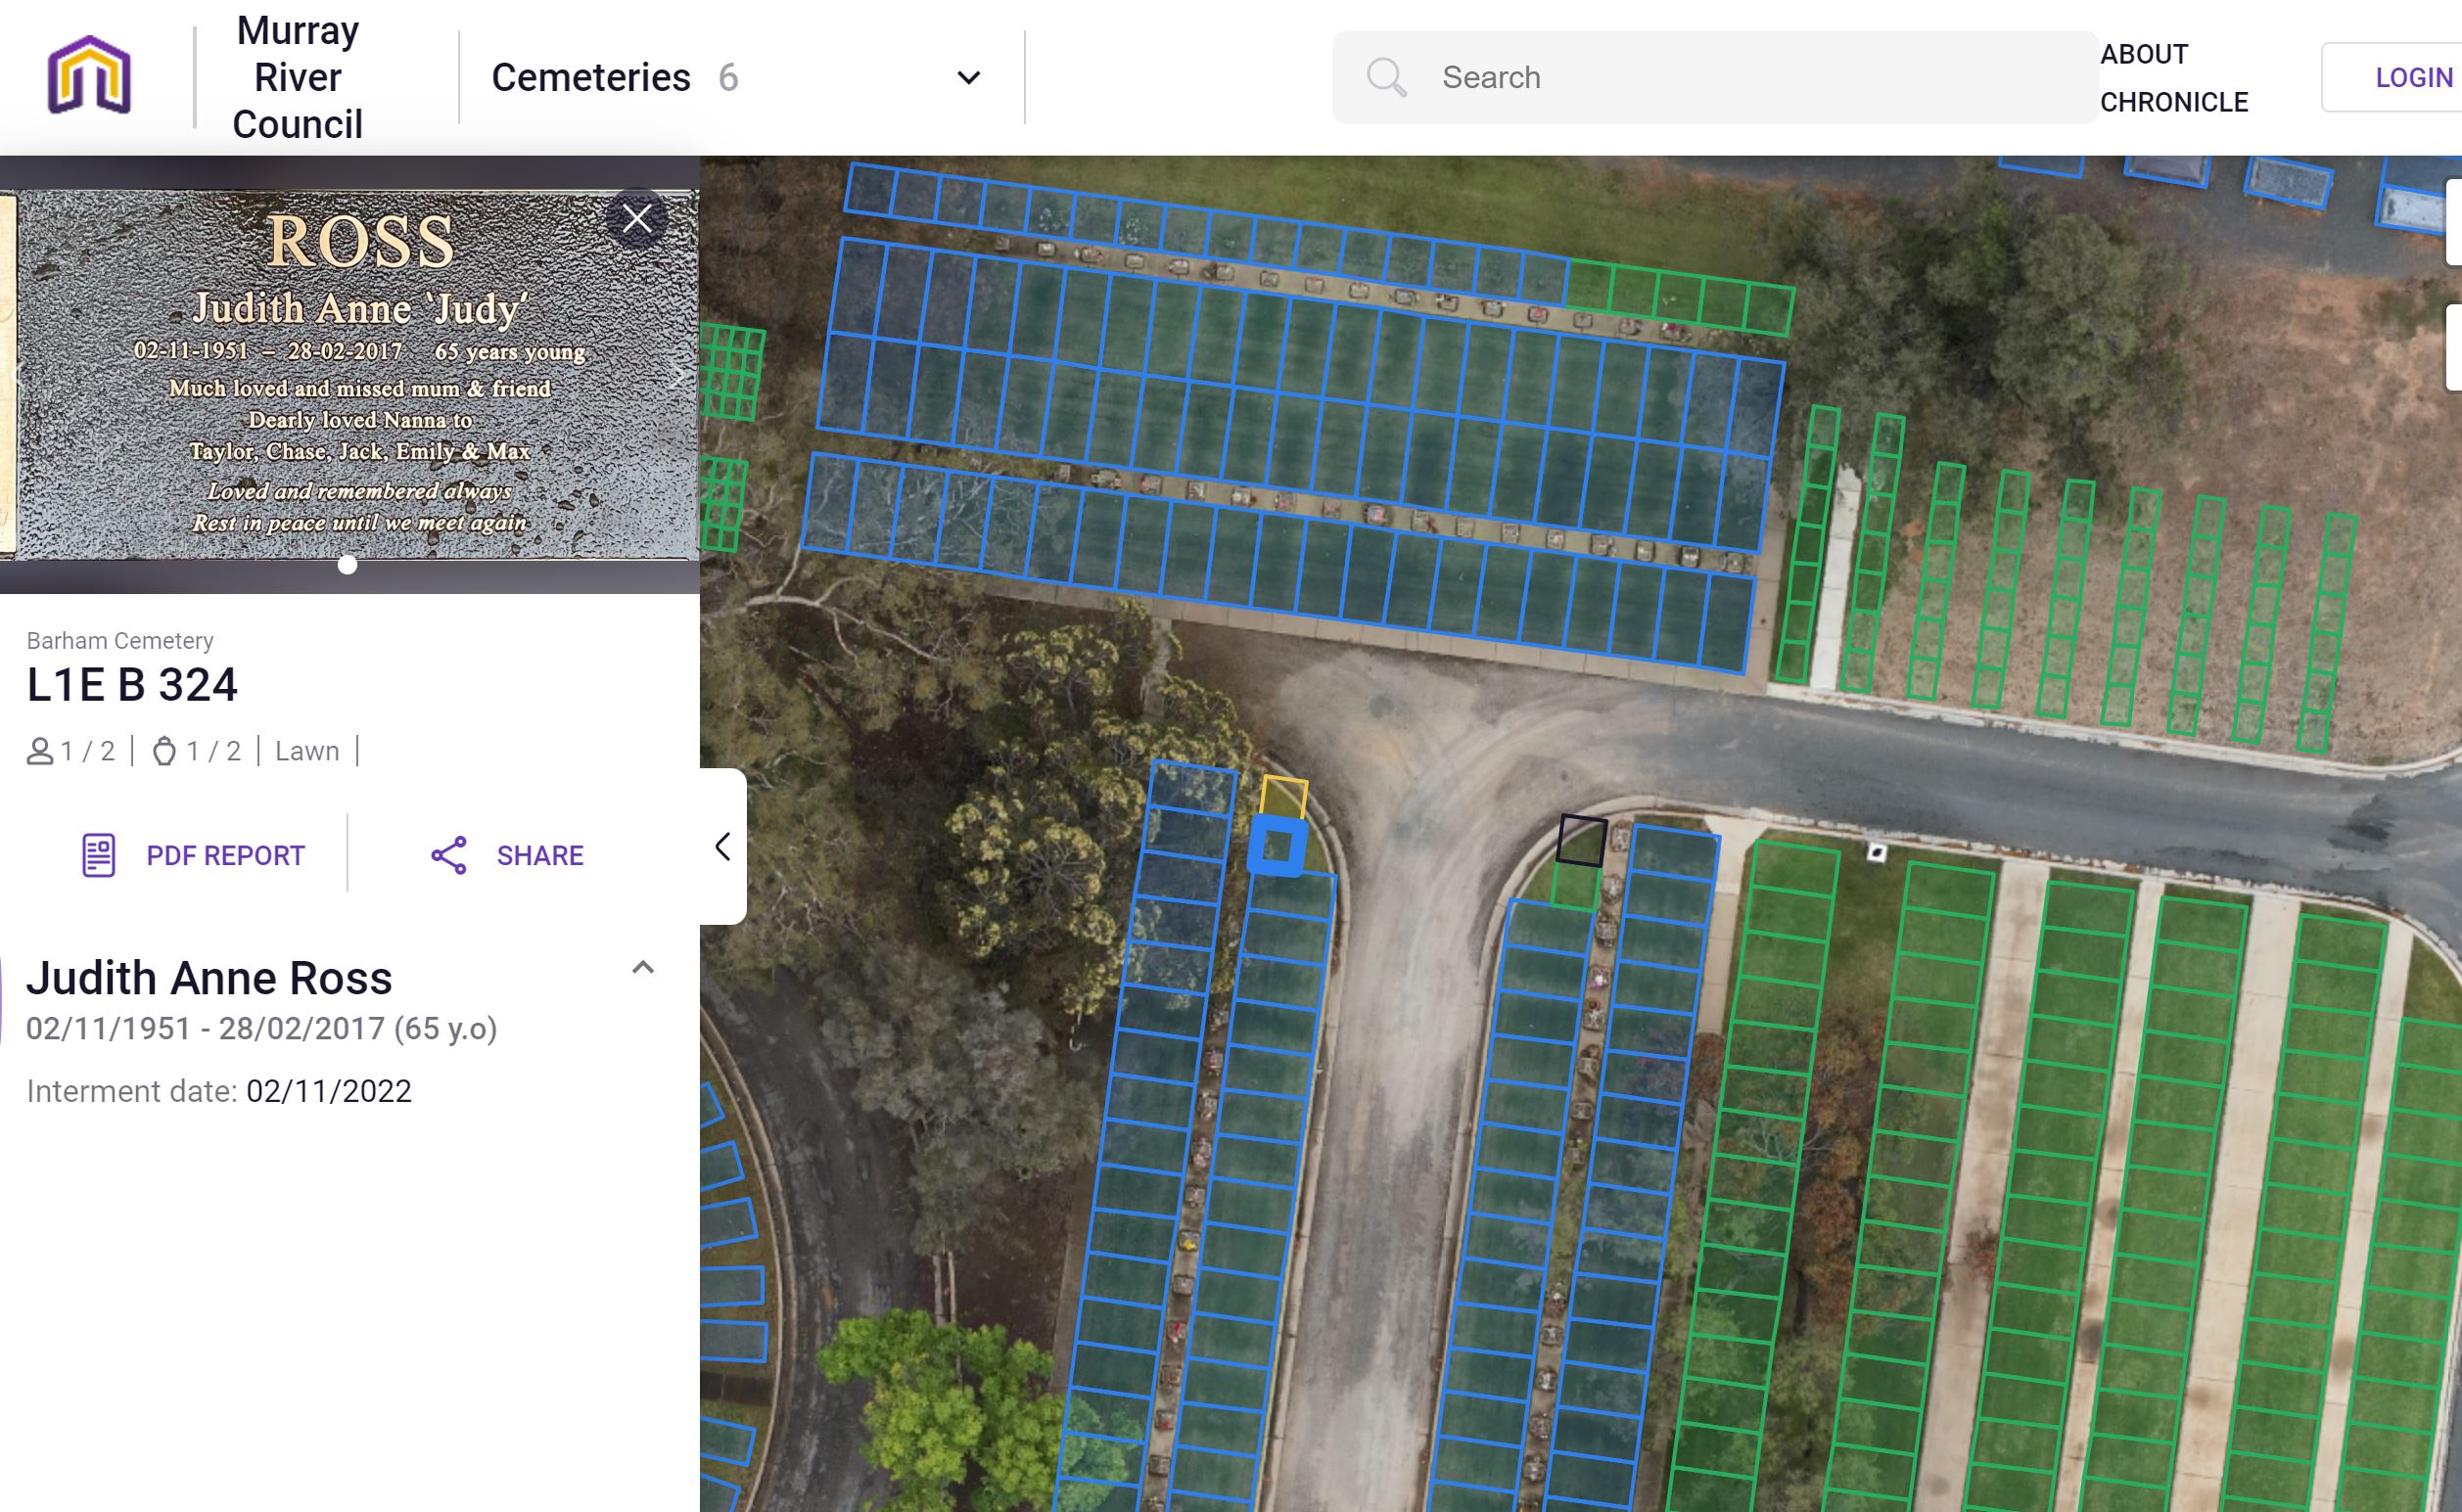 Murray
River
Council
Cemeteries 6
Search
ABOUT
CHRONICLE
LOGIN
ROSS
Judith Anne 'Judy'
02-11-1951 – 28-02-2017 65 years young
Much loved and missed mum & friend
Dearly loved Nanna to
Taylor, Chase, Jack, Emily & Max
Loved and remembered always
Rest in peace until we meet again
Barham Cemetery
L1E B 324
1 / 2 | 1 / 2 | Lawn |
PDF REPORT
SHARE
Judith Anne Ross
02/11/1951 - 28/02/2017 (65 y.o)
Interment date: 02/11/2022